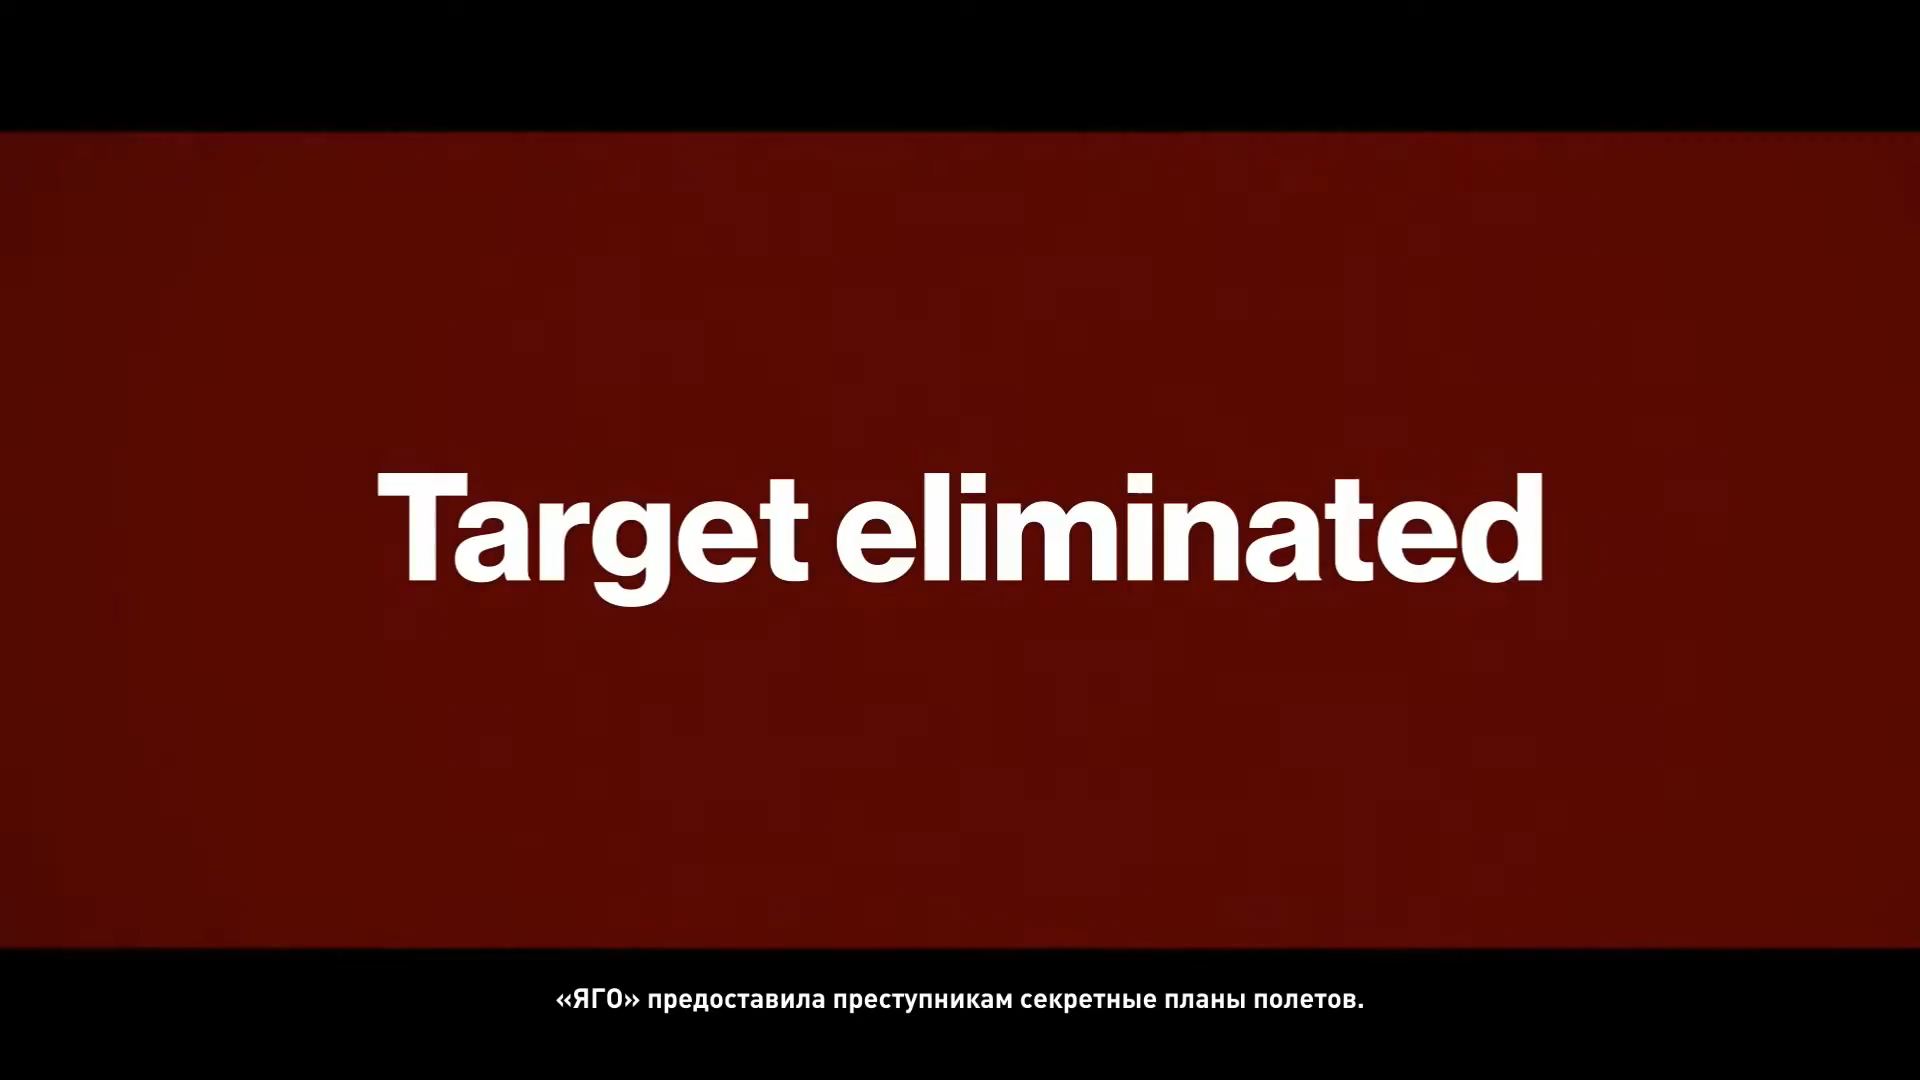 Target eliminated
«ЯГО» предоставила преступникам секретные планы полетов.